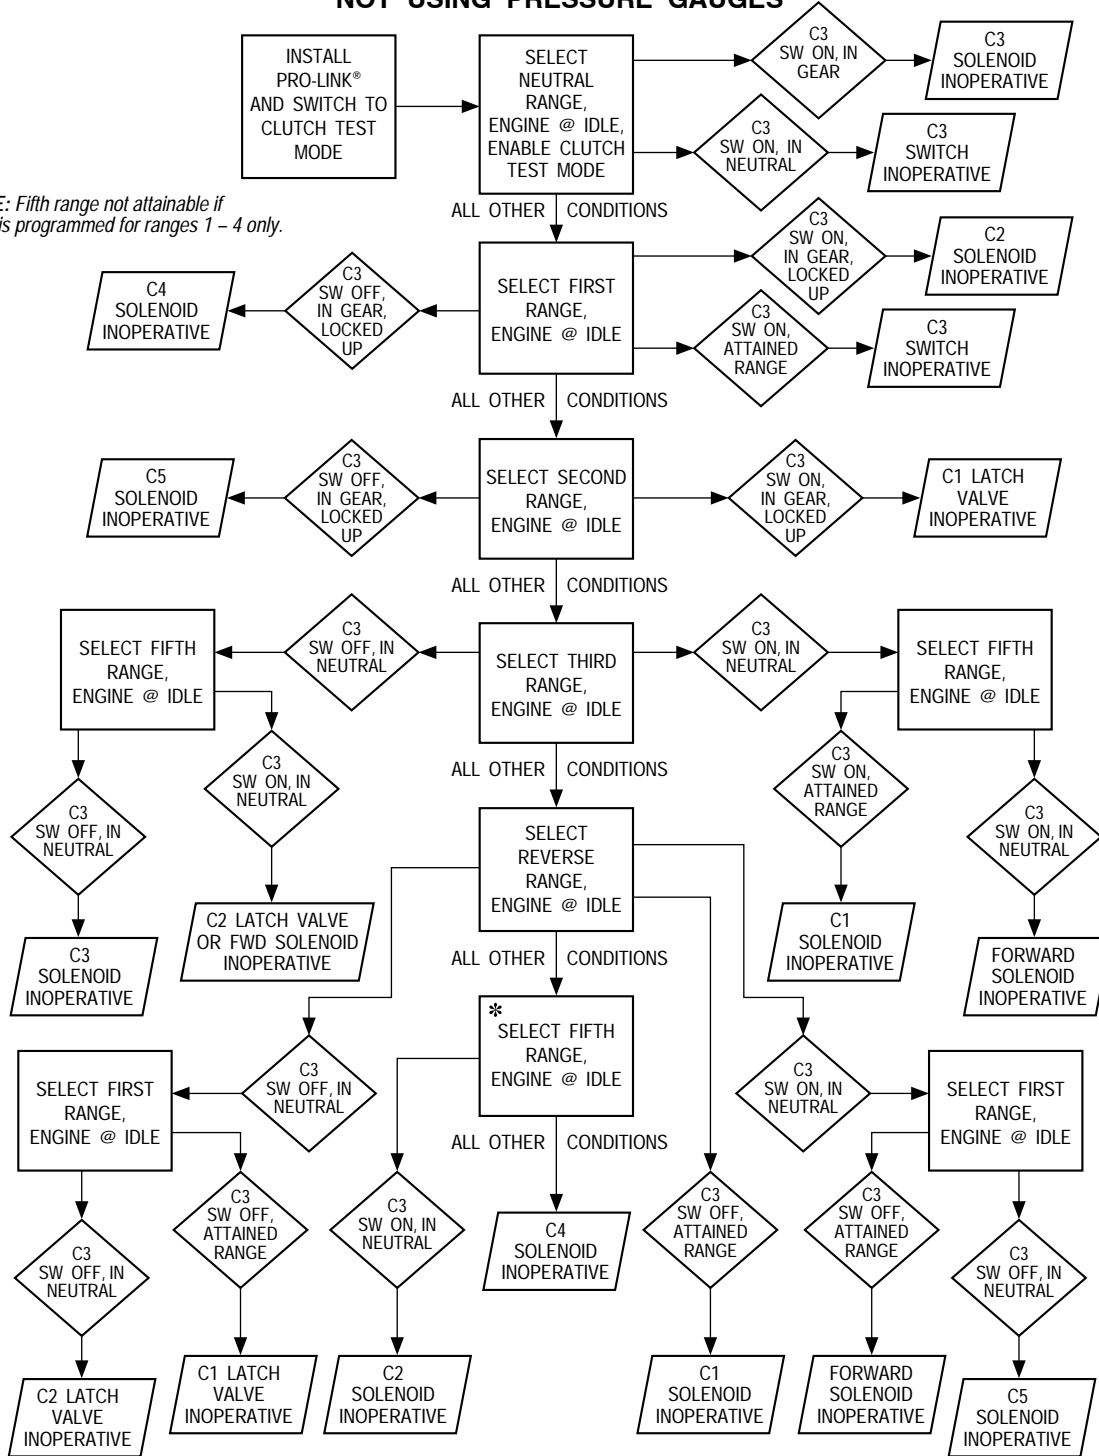 NOT USING PRESSURE GAUGES
INSTALL
PRO-LINK®
AND SWITCH TO
CLUTCH TEST
MODE
SELECT
NEUTRAL
RANGE,
ENGINE @ IDLE,
ENABLE CLUTCH
TEST MODE
C3
SW ON, IN
GEAR
C3
SOLENOID
INOPERATIVE
C3
SW ON, IN
NEUTRAL
C3
SWITCH
INOPERATIVE
E: Fifth range not attainable if
is programmed for ranges 1 – 4 only.
ALL OTHER CONDITIONS
C4
SOLENOID
INOPERATIVE
C3
SW OFF,
IN GEAR,
LOCKED
UP
SELECT FIRST
RANGE,
ENGINE @ IDLE
C3
SW ON,
IN GEAR,
LOCKED
UP
C2
SOLENOID
INOPERATIVE
C3
SW ON,
ATTAINED
RANGE
C3
SWITCH
INOPERATIVE
ALL OTHER CONDITIONS
C5
SOLENOID
INOPERATIVE
C3
SW OFF,
IN GEAR,
LOCKED
UP
SELECT SECOND
RANGE,
ENGINE @ IDLE
C3
SW ON,
IN GEAR,
LOCKED
UP
C1 LATCH
VALVE
INOPERATIVE
ALL OTHER CONDITIONS
SELECT FIFTH
RANGE,
ENGINE @ IDLE
C3
SW OFF, IN
NEUTRAL
SELECT THIRD
RANGE,
ENGINE @ IDLE
C3
SW ON, IN
NEUTRAL
SELECT FIFTH
RANGE,
ENGINE @ IDLE
C3
SW OFF, IN
NEUTRAL
C3
SW ON, IN
NEUTRAL
ALL OTHER CONDITIONS
C3
SW ON,
ATTAINED
RANGE
C3
SW ON, IN
NEUTRAL
C3
SOLENOID
INOPERATIVE
C2 LATCH VALVE
OR FWD SOLENOID
INOPERATIVE
SELECT
REVERSE
RANGE,
ENGINE @ IDLE
C1
SOLENOID
INOPERATIVE
FORWARD
SOLENOID
INOPERATIVE
ALL OTHER CONDITIONS
SELECT FIRST
RANGE,
ENGINE @ IDLE
C3
SW OFF, IN
NEUTRAL
*
SELECT FIFTH
RANGE,
ENGINE @ IDLE
C3
SW ON, IN
NEUTRAL
SELECT FIRST
RANGE,
ENGINE @ IDLE
ALL OTHER CONDITIONS
C3
SW OFF, IN
NEUTRAL
C3
SW OFF,
ATTAINED
RANGE
C3
SW ON, IN
NEUTRAL
C4
SOLENOID
INOPERATIVE
C3
SW OFF,
ATTAINED
RANGE
C3
SW OFF,
ATTAINED
RANGE
C3
SW OFF, IN
NEUTRAL
C2 LATCH
VALVE
INOPERATIVE
C1 LATCH
VALVE
INOPERATIVE
C2
SOLENOID
INOPERATIVE
C1
SOLENOID
INOPERATIVE
FORWARD
SOLENOID
INOPERATIVE
C5
SOLENOID
INOPERATIVE